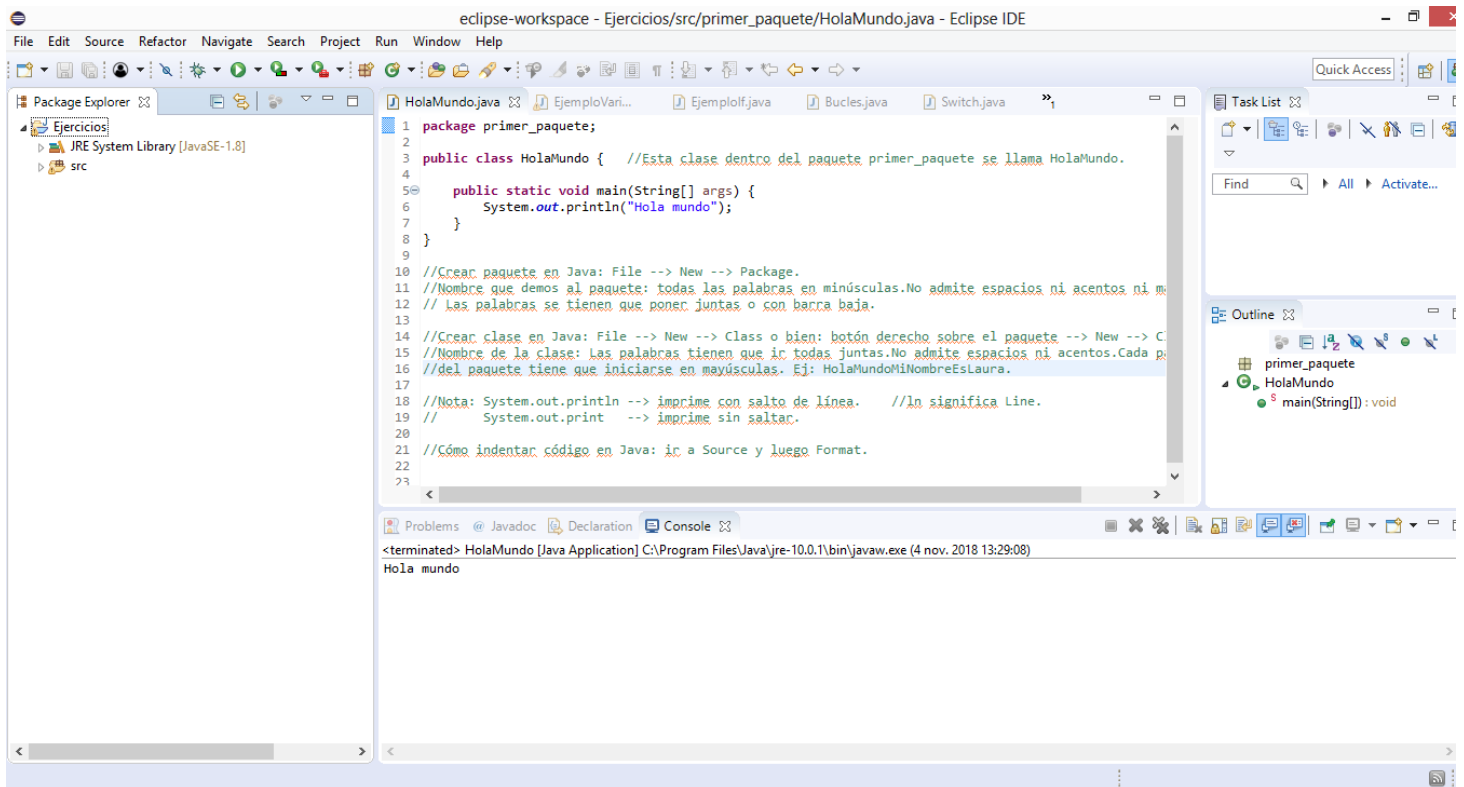 eclipse-workspace - Ejercicios/src/primer_paquete/HolaMundo.java - Eclipse IDE
File Edit Source Refactor Navigate Search Project Run Window Help
Quick Access
Package Explorer
Ejercicios
JRE System Library [JavaSE-1.8]
src
HolaMundo.java EjemploVari... EjemploIf.java Bucles.java Switch.java »1
1 package primer_paquete;
2
3 public class HolaMundo { //Esta clase dentro del paquete primer_paquete se llama HolaMundo.
4
5 public static void main(String[] args) {
6 System.out.println("Hola mundo");
7 }
8 }
9
10 //Crear paquete en Java: File --> New --> Package.
11 //Nombre que demos al paquete: todas las palabras en minúsculas.No admite espacios ni acentos ni m
12 // Las palabras se tienen que poner juntas o con barra baja.
13
14 //Crear clase en Java: File --> New --> Class o bien: botón derecho sobre el paquete --> New --> C
15 //Nombre de la clase: Las palabras tienen que ir todas juntas.No admite espacios ni acentos.Cada p
16 //del paquete tiene que iniciarse en mayúsculas. Ej: HolaMundoMiNombreEsLaura.
17
18 //Nota: System.out.println --> imprime con salto de línea. //ln significa Line.
19 // System.out.print --> imprime sin saltar.
20
21 //Cómo indentar código en Java: ir a Source y luego Format.
22
23
Task List
Find All Activate...
Outline
primer_paquete
HolaMundo
main(String[]) : void
Problems @ Javadoc Declaration Console
<terminated> HolaMundo [Java Application] C:\Program Files\Java\jre-10.0.1\bin\javaw.exe (4 nov. 2018 13:29:08)
Hola mundo